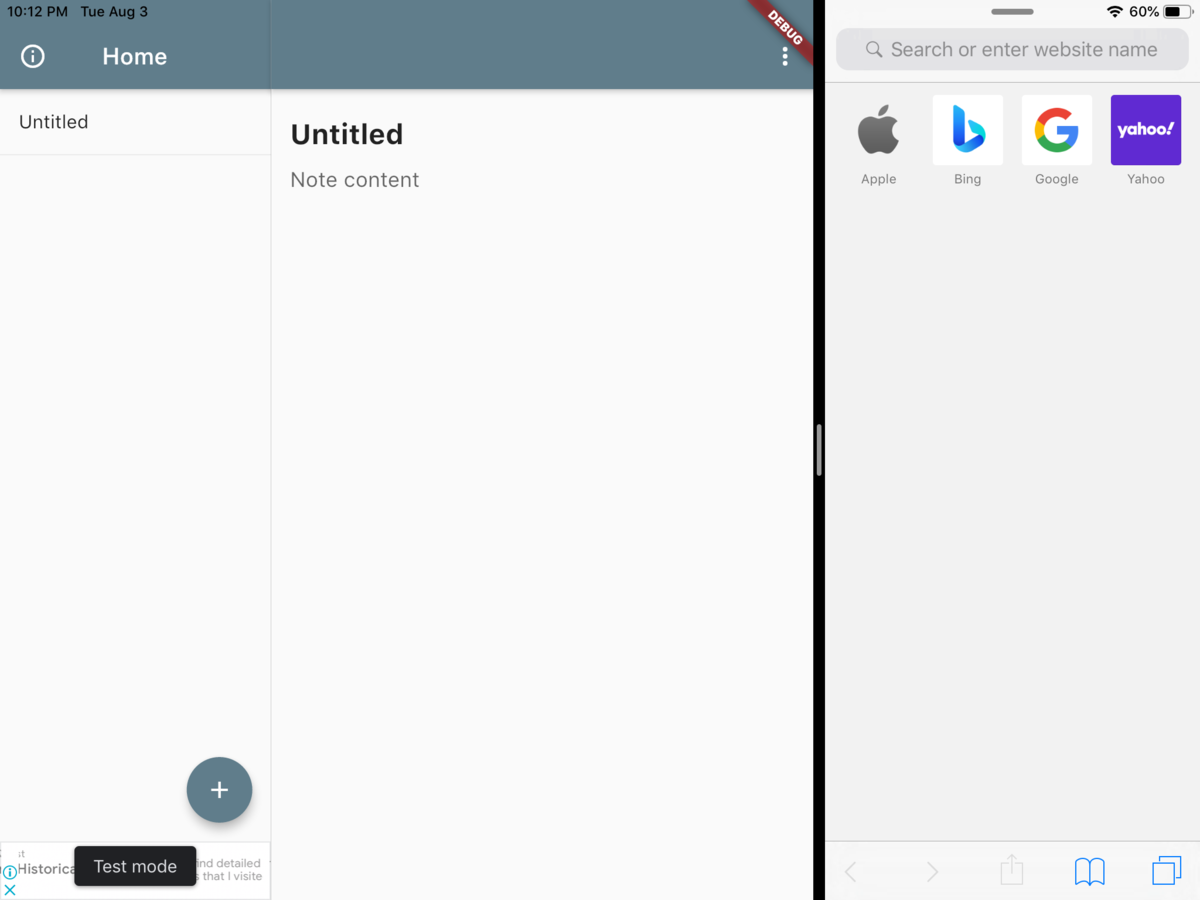 10:12 PM Tue Aug 3
60%
Home
DEBUG
Untitled
Untitled
Note content
Test mode
Historica
ind detailed
that I visite
Search or enter website name
yahoo!
Apple Bing Google Yahoo